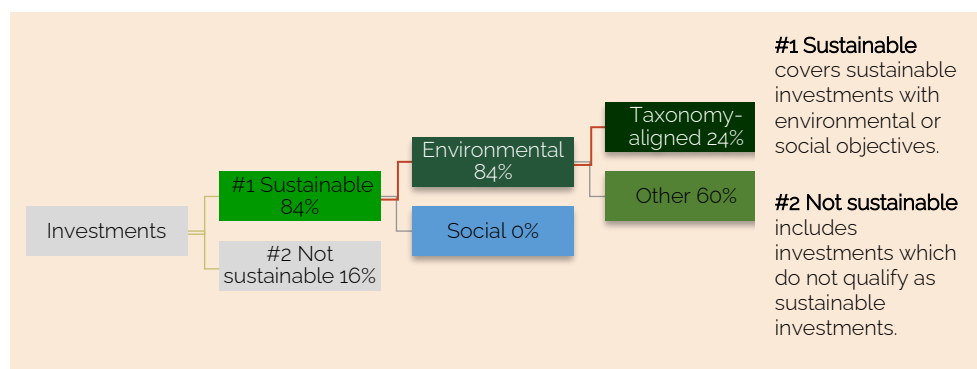 Investments
#1 Sustainable
84%
#2 Not
sustainable 16%
Environmental
84%
Social 0%
Taxonomy-
aligned 24%
Other 60%
#1 Sustainable
covers sustainable
investments with
environmental or
social objectives.
#2 Not sustainable
includes
investments which
do not qualify as
sustainable
investments.